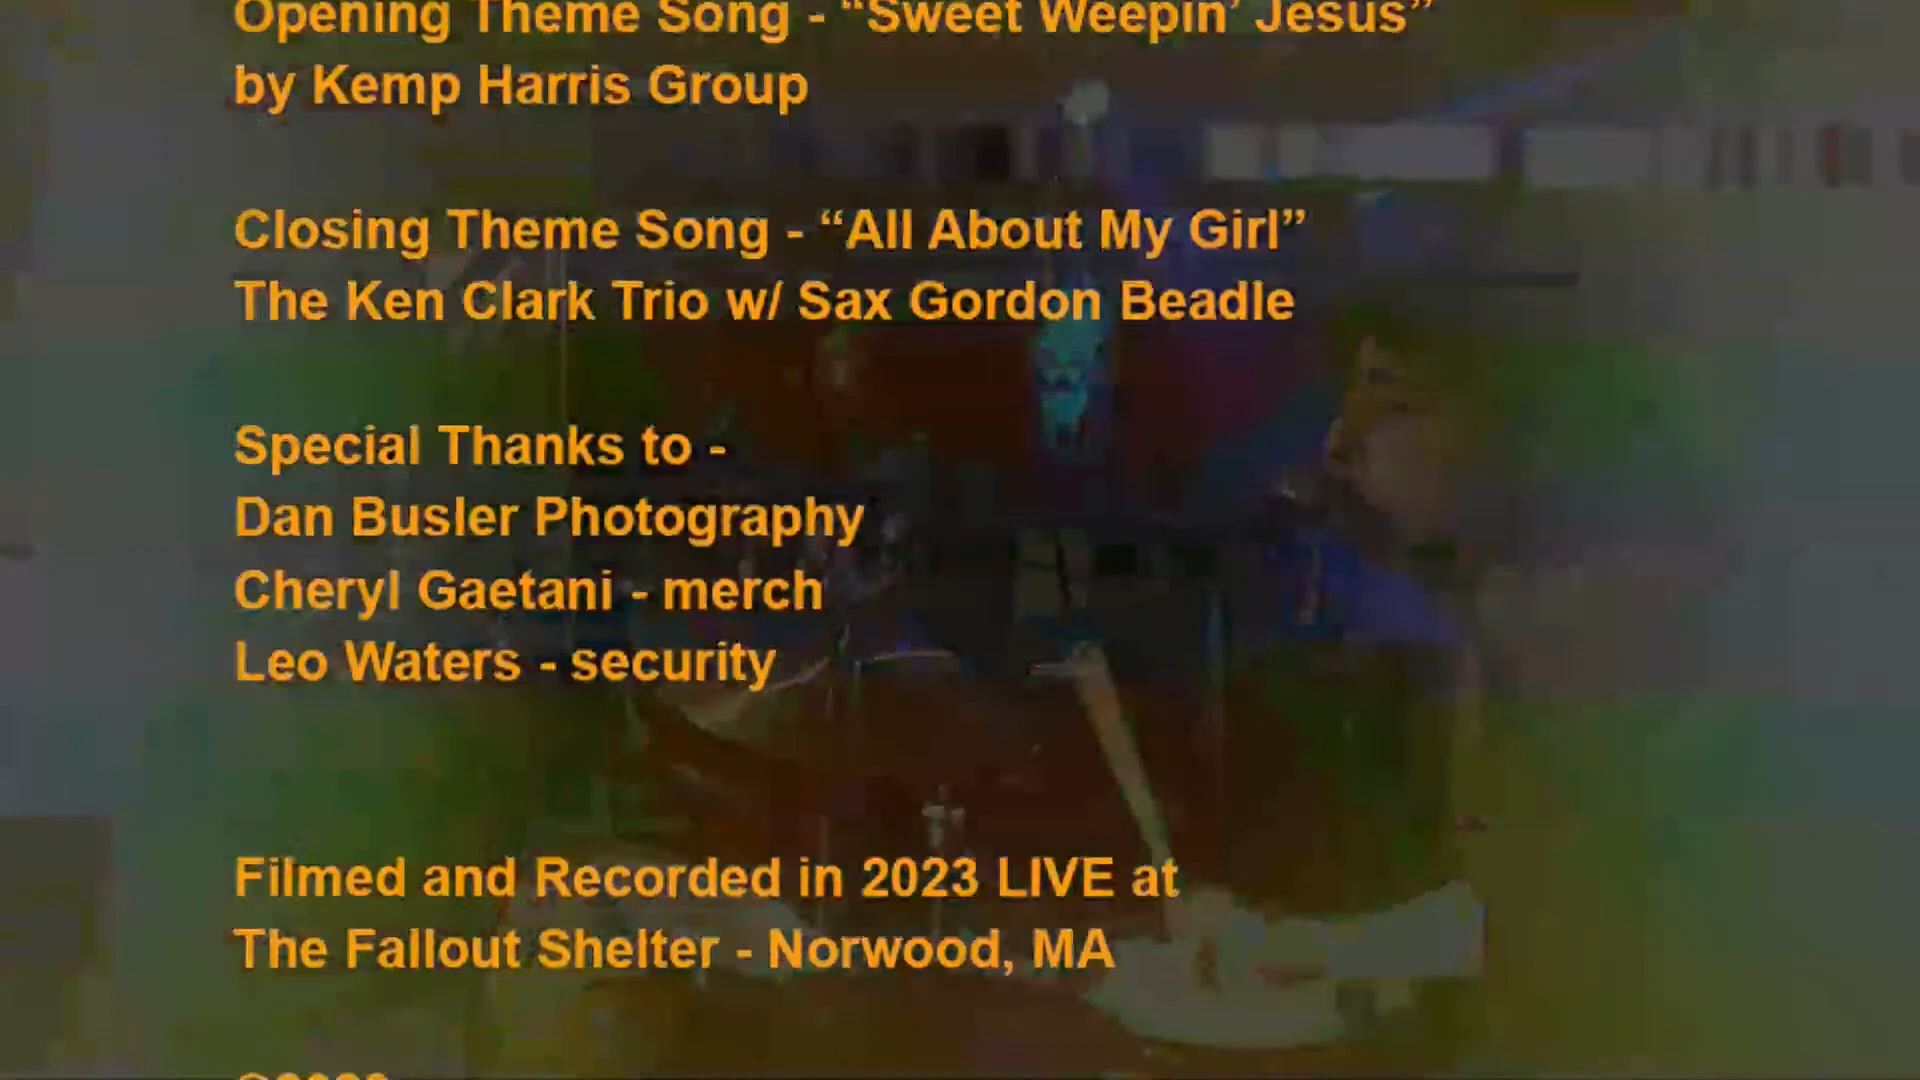 Opening Theme Song - “Sweet Weepin’ Jesus”
by Kemp Harris Group
Closing Theme Song - “All About My Girl”
The Ken Clark Trio w/ Sax Gordon Beadle
Special Thanks to -
Dan Busler Photography
Cheryl Gaetani - merch
Leo Waters - security
Filmed and Recorded in 2023 LIVE at
The Fallout Shelter - Norwood, MA